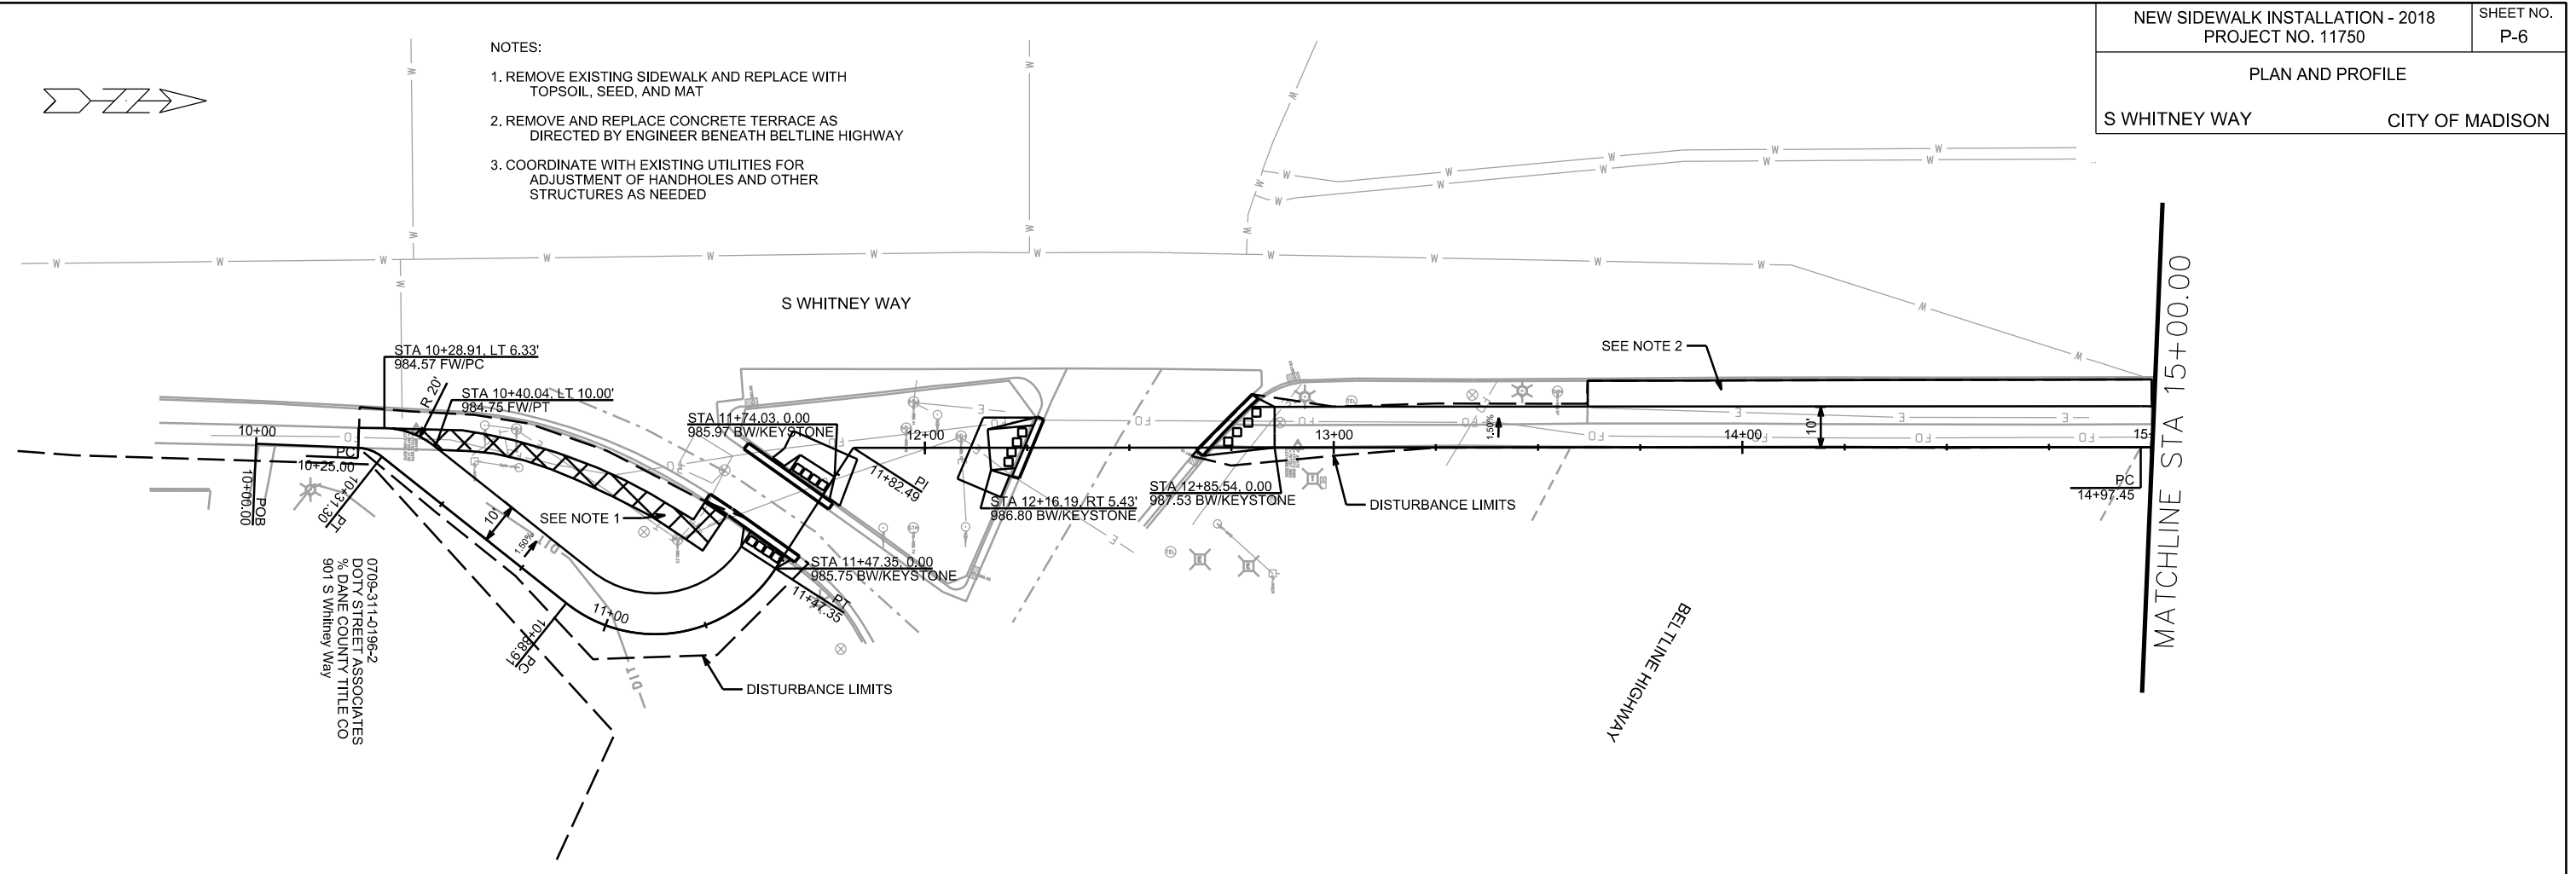 NEW SIDEWALK INSTALLATION - 2018
PROJECT NO. 11750
SHEET NO.
P-6
PLAN AND PROFILE
S WHITNEY WAY
CITY OF MADISON
NOTES:
1. REMOVE EXISTING SIDEWALK AND REPLACE WITH
TOPSOIL, SEED, AND MAT
2. REMOVE AND REPLACE CONCRETE TERRACE AS
DIRECTED BY ENGINEER BENEATH BELTLINE HIGHWAY
3. COORDINATE WITH EXISTING UTILITIES FOR
ADJUSTMENT OF HANDHOLES AND OTHER
STRUCTURES AS NEEDED
S WHITNEY WAY
STA 10+28.91, LT 6.33'
984.57 FW/PC
R 20'
STA 10+40.04, LT 10.00'
984.75 FW/PT
STA 11+74.03, 0.00
985.97 BW/KEYSTONE
SEE NOTE 2
10+00
12+00
13+00
14+00
15+
PC
10+25.00
POB
10+00.00
PT
10+31.30
10'
1.50%
SEE NOTE 1
PI
11+82.49
STA 12+16.19, RT 5.43'
986.80 BW/KEYSTONE
STA 12+85.54, 0.00
987.53 BW/KEYSTONE
1.50%
10'
DISTURBANCE LIMITS
PC
14+97.45
STA 11+47.35, 0.00
985.75 BW/KEYSTONE
PT
11+47.35
11+00
PC
10+88.91
DISTURBANCE LIMITS
0709-311-0196-2
DOTY STREET ASSOCIATES
% DANE COUNTY TITLE CO
901 S Whitney Way
BELTLINE HIGHWAY
MATCHLINE STA 15+00.00